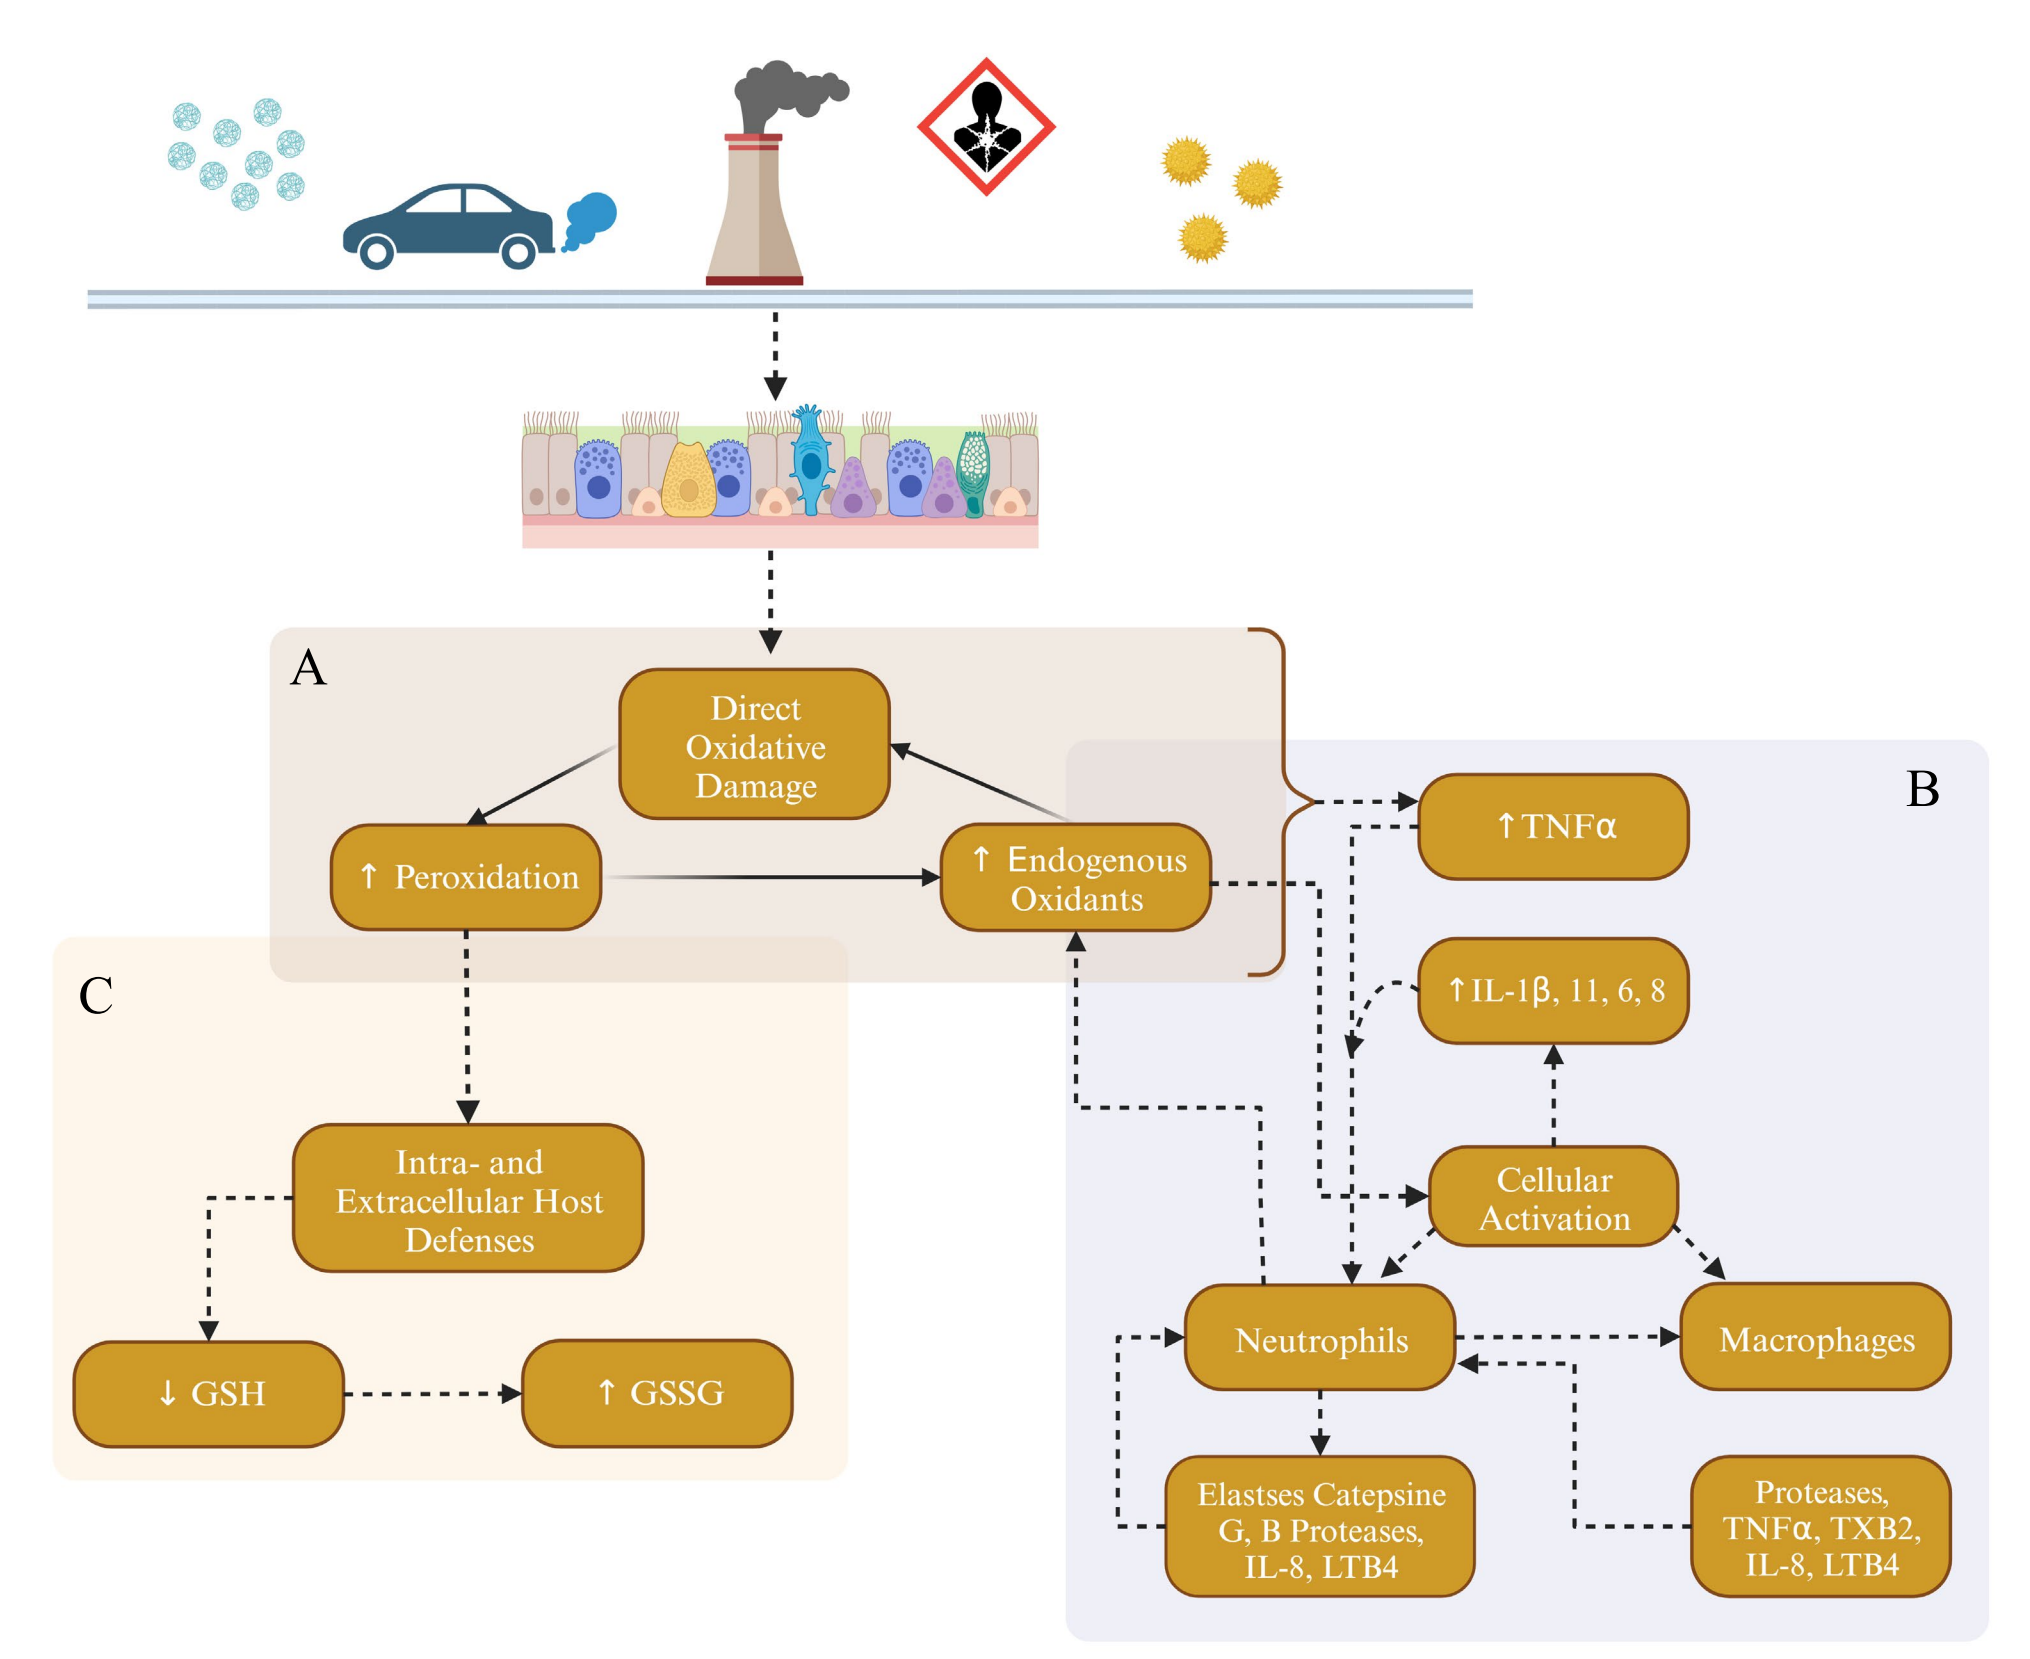 A
Direct
Oxidative
Damage
B
↑TNFα
↑ Peroxidation
↑ Endogenous
Oxidants
C
↑IL-1β, 11, 6, 8
Intra- and
Extracellular Host
Defenses
Cellular
Activation
Neutrophils
Macrophages
↓ GSH
↑ GSSG
Elastses Catepsine
G, B Proteases,
IL-8, LTB4
Proteases,
TNFα, TXB2,
IL-8, LTB4